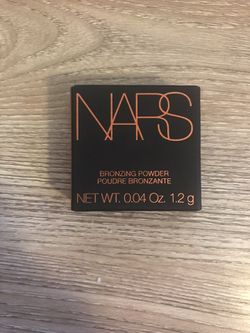 NARS
BRONZING POWDER
POUDRE BRONZANTE
NET WT. 0.04 Oz. 1.2 g